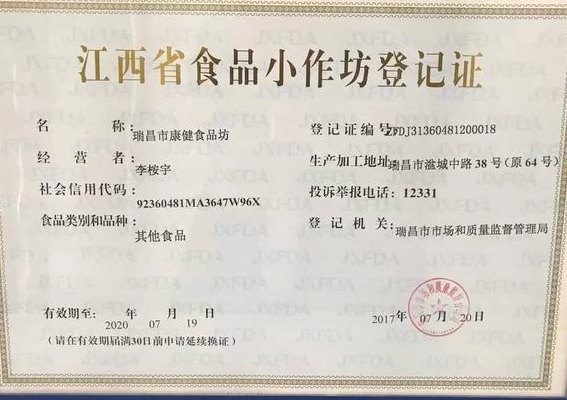 江西省食品小作坊登记证
名 称： 瑞昌市康健食品坊
登记证编号：ZFDJ31360481200018
经 营 者： 李桉宇
生产加工地址：瑞昌市湓城中路38号（原64号）
社会信用代码： 92360481MA3647W96X
投诉举报电话：12331
食品类别和品种： 其他食品
登 记 机 关： 瑞昌市市场和质量监督管理局
有效期至： 2020 年 07 月 19 日
2017年 07 月 20日
（请在有效期届满30日前申请延续换证）